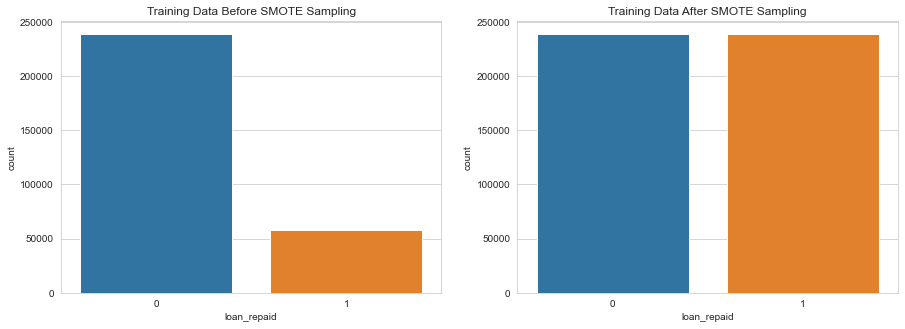 Training Data Before SMOTE Sampling
250000
200000
150000
100000
50000
0
count
0 1
loan_repaid
Training Data After SMOTE Sampling
250000
200000
150000
100000
50000
0
count
0 1
loan_repaid